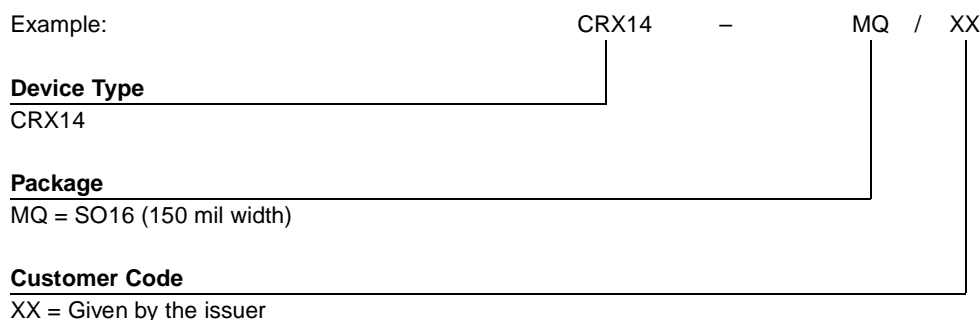 Example: CRX14 – MQ / XX
Device Type
CRX14
Package
MQ = SO16 (150 mil width)
Customer Code
XX = Given by the issuer